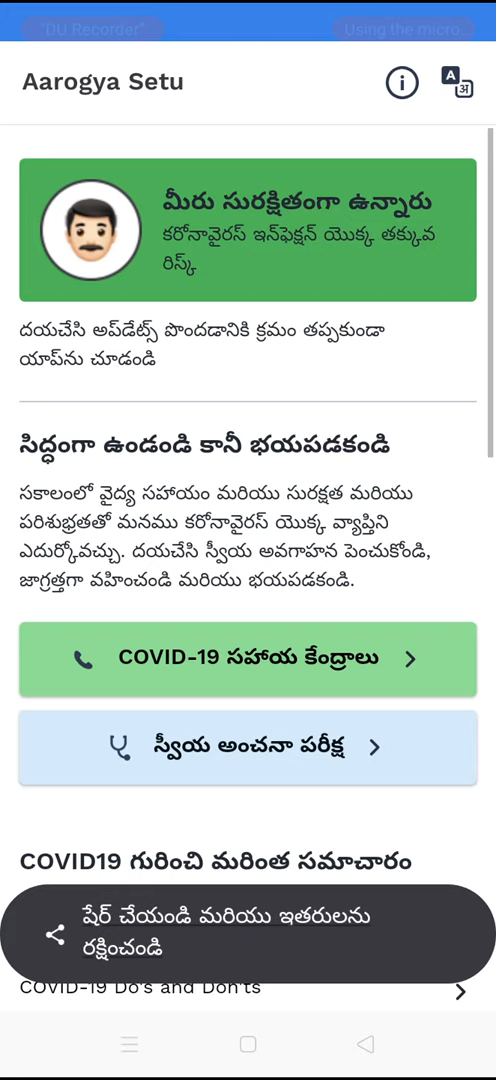 "DU Recorder"
Using the micro...
Aarogya Setu
మీరు సురక్షితంగా ఉన్నారు
కరోనావైరస్ ఇన్‌ఫెక్షన్ యొక్క తక్కువ
రిస్క్
దయచేసి అప్‌డేట్స్ పొందడానికి క్రమం తప్పకుండా
యాప్‌ను చూడండి
సిద్ధంగా ఉండండి కానీ భయపడకండి
సకాలంలో వైద్య సహాయం మరియు సురక్షత మరియు
పరిశుభ్రతతో మనము కరోనావైరస్ యొక్క వ్యాప్తిని
ఎదుర్కోవచ్చు. దయచేసి స్వీయ అవగాహన పెంచుకోండి,
జాగ్రత్తగా వహించండి మరియు భయపడకండి.
COVID-19 సహాయ కేంద్రాలు
స్వీయ అంచనా పరీక్ష
COVID19 గురించి మరింత సమాచారం
షేర్ చేయండి మరియు ఇతరులను
రక్షించండి
COVID-19 Do's and Don'ts